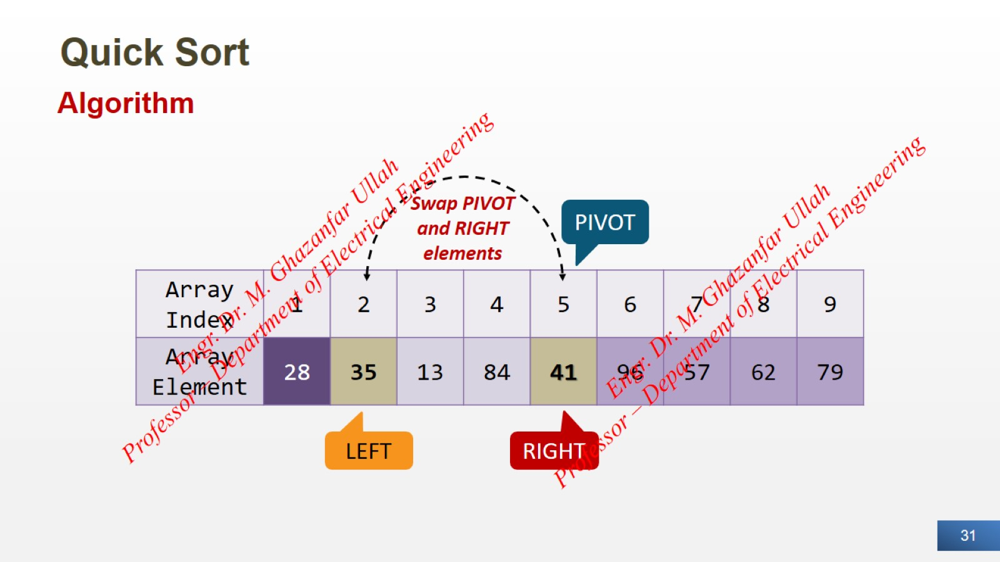 Quick Sort
Algorithm
Swap PIVOT
and RIGHT
elements
PIVOT
Array Index 1 2 3 4 5 6 7 8 9
Array Element 28 35 13 84 41 96 57 62 79
LEFT
RIGHT
Engr. Dr. M. Ghazanfar Ullah
Professor – Department of Electrical Engineering
Engr. Dr. M. Ghazanfar Ullah
Professor – Department of Electrical Engineering
31